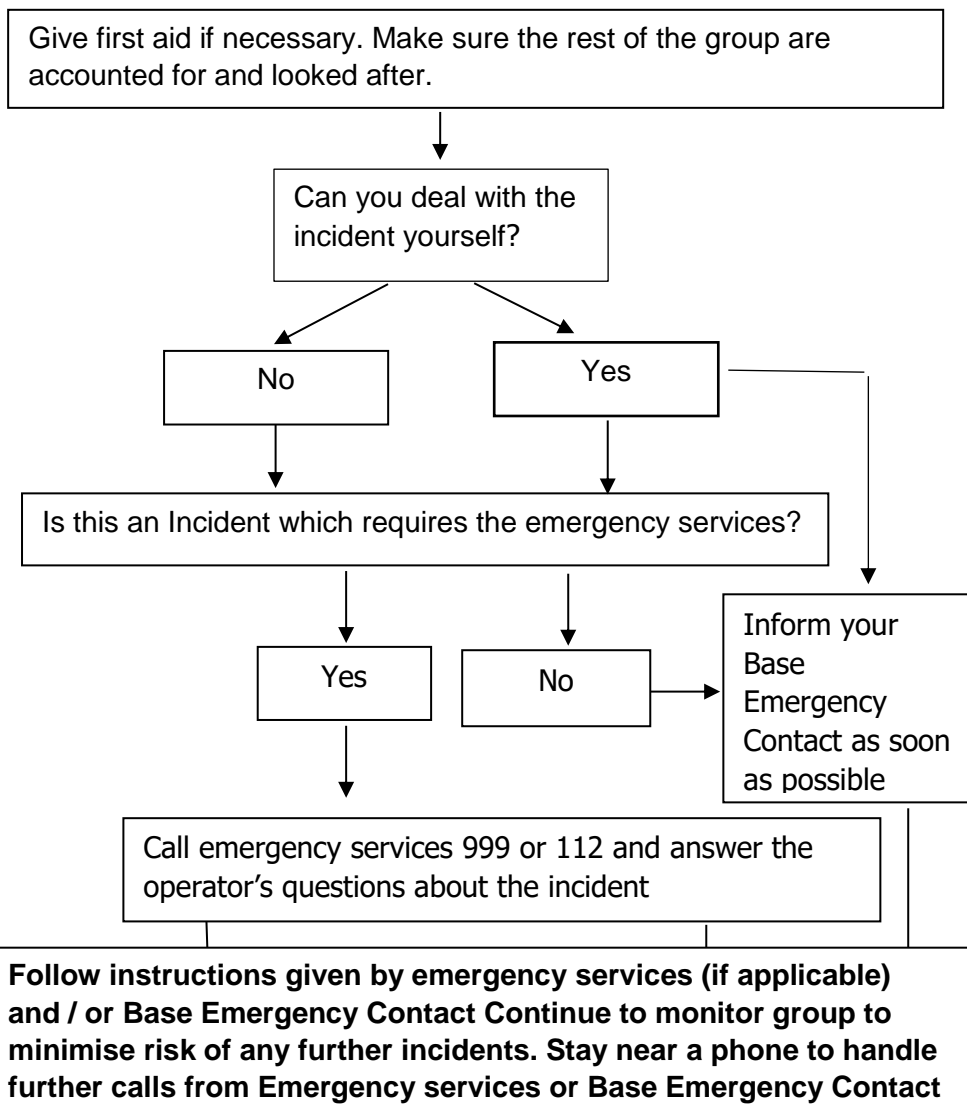 Give first aid if necessary. Make sure the rest of the group are
accounted for and looked after.
Can you deal with the
incident yourself?
No
Yes
Is this an Incident which requires the emergency services?
Yes
No
Inform your
Base
Emergency
Contact as soon
as possible
Call emergency services 999 or 112 and answer the
operator’s questions about the incident
Follow instructions given by emergency services (if applicable)
and / or Base Emergency Contact Continue to monitor group to
minimise risk of any further incidents. Stay near a phone to handle
further calls from Emergency services or Base Emergency Contact